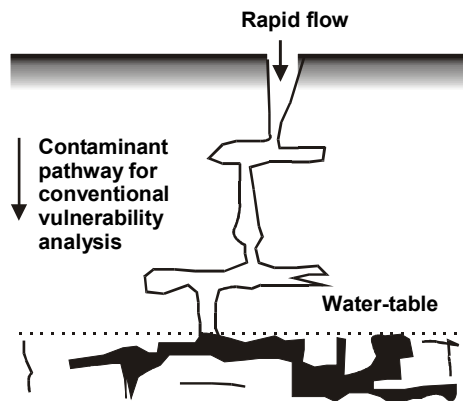 Rapid flow
Contaminant
pathway for
conventional
vulnerability
analysis
Water-table